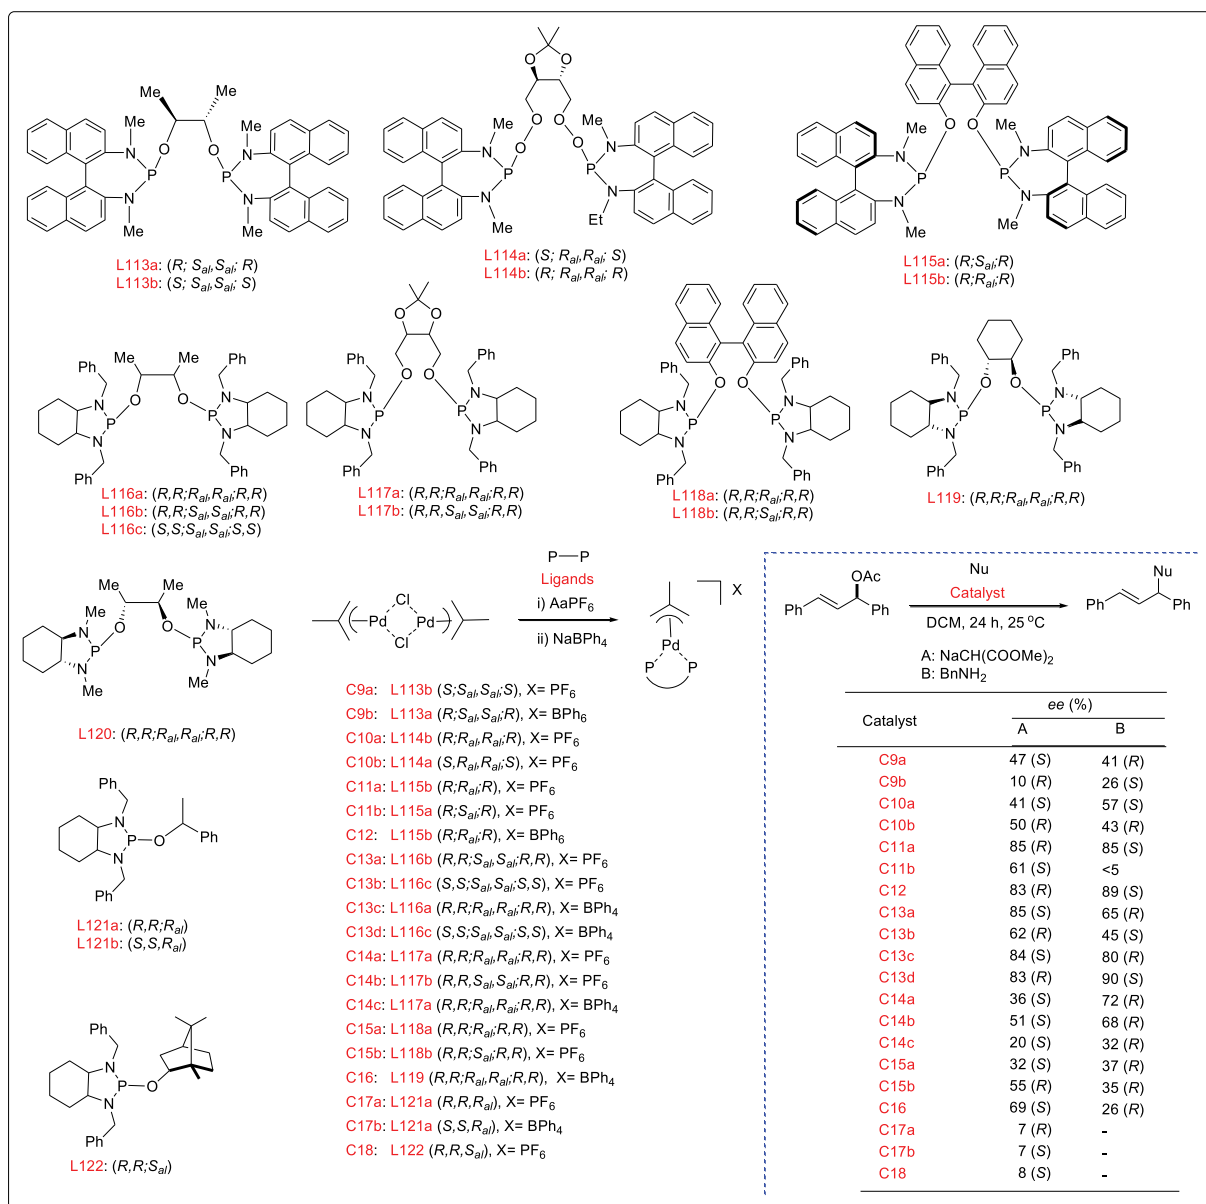 Me Me
Me N N Me
O O
P P
N Me N Me
L113a: (R; Sal,Sal; R)
L113b: (S; Sal,Sal; S)
O O
O O
O O
Me
N N
P P
N Me N
Et
L114a: (S; Ral,Ral; S)
L114b: (R; Ral,Ral; R)
O O
Me Me
N N
P P
N N
Me Me
L115a: (R;Sal;R)
L115b: (R;Ral;R)
Ph Me Me Ph
O O
N N
P P
N N
Ph Ph
L116a: (R,R;Ral,Ral;R,R)
L116b: (R,R;Sal,Sal;R,R)
L116c: (S,S;Sal,Sal;S,S)
O O
Ph Ph
O O
N N
P P
N N
Ph Ph
L117a: (R,R;Ral,Ral;R,R)
L117b: (R,R,Sal,Sal;R,R)
Ph O O Ph
N N
P P
N N
Ph Ph
L118a: (R,R;Ral;R,R)
L118b: (R,R;Sal;R,R)
Ph O O Ph
N N
P P
N N
Ph Ph
L119: (R,R;Ral,Ral;R,R)
Me Me
Me
N O O N Me
P P
N N
Me Me
L120: (R,R;Ral,Ral;R,R)
Ph
N
P O Ph
N
Ph
L121a: (R,R;Ral)
L121b: (S,S,Ral)
Ph
N
P O
N
Ph
L122: (R,R;Sal)
Cl
Pd Pd
Cl
P P
Ligands
i) AaPF6
ii) NaBPh4
X
Pd
P P
C9a: L113b (S;Sal,Sal;S), X= PF6
C9b: L113a (R;Sal,Sal;R), X= BPh6
C10a: L114b (R;Ral,Ral;R), X= PF6
C10b: L114a (S,Ral,Ral;S), X= PF6
C11a: L115b (R;Ral;R), X= PF6
C11b: L115a (R;Sal;R), X= PF6
C12: L115b (R;Ral;R), X= BPh6
C13a: L116b (R,R;Sal,Sal;R,R), X= PF6
C13b: L116c (S,S;Sal,Sal;S,S), X= PF6
C13c: L116a (R,R;Ral,Ral;R,R), X= BPh4
C13d: L116c (S,S;Sal,Sal;S,S), X= BPh4
C14a: L117a (R,R;Ral,Ral;R,R), X= PF6
C14b: L117b (R,R,Sal,Sal;R,R), X= PF6
C14c: L117a (R,R;Ral,Ral;R,R), X= BPh4
C15a: L118a (R,R;Ral;R,R), X= PF6
C15b: L118b (R,R;Sal;R,R), X= PF6
C16: L119 (R,R;Ral,Ral;R,R), X= BPh4
C17a: L121a (R,R,Ral), X= PF6
C17b: L121a (S,S,Ral), X= BPh4
C18: L122 (R,R,Sal), X= PF6
OAc
Ph Ph
Nu
Catalyst
DCM, 24 h, 25 °C
Nu
Ph Ph
A: NaCH(COOMe)2
B: BnNH2
Catalyst ee (%)
A B
C9a 47 (S) 41 (R)
C9b 10 (R) 26 (S)
C10a 41 (S) 57 (S)
C10b 50 (R) 43 (R)
C11a 85 (R) 85 (S)
C11b 61 (S) <5
C12 83 (R) 89 (S)
C13a 85 (S) 65 (R)
C13b 62 (R) 45 (S)
C13c 84 (S) 80 (R)
C13d 83 (R) 90 (S)
C14a 36 (S) 72 (R)
C14b 51 (S) 68 (R)
C14c 20 (S) 32 (R)
C15a 32 (S) 37 (R)
C15b 55 (R) 35 (R)
C16 69 (S) 26 (R)
C17a 7 (R) -
C17b 7 (S) -
C18 8 (S) -